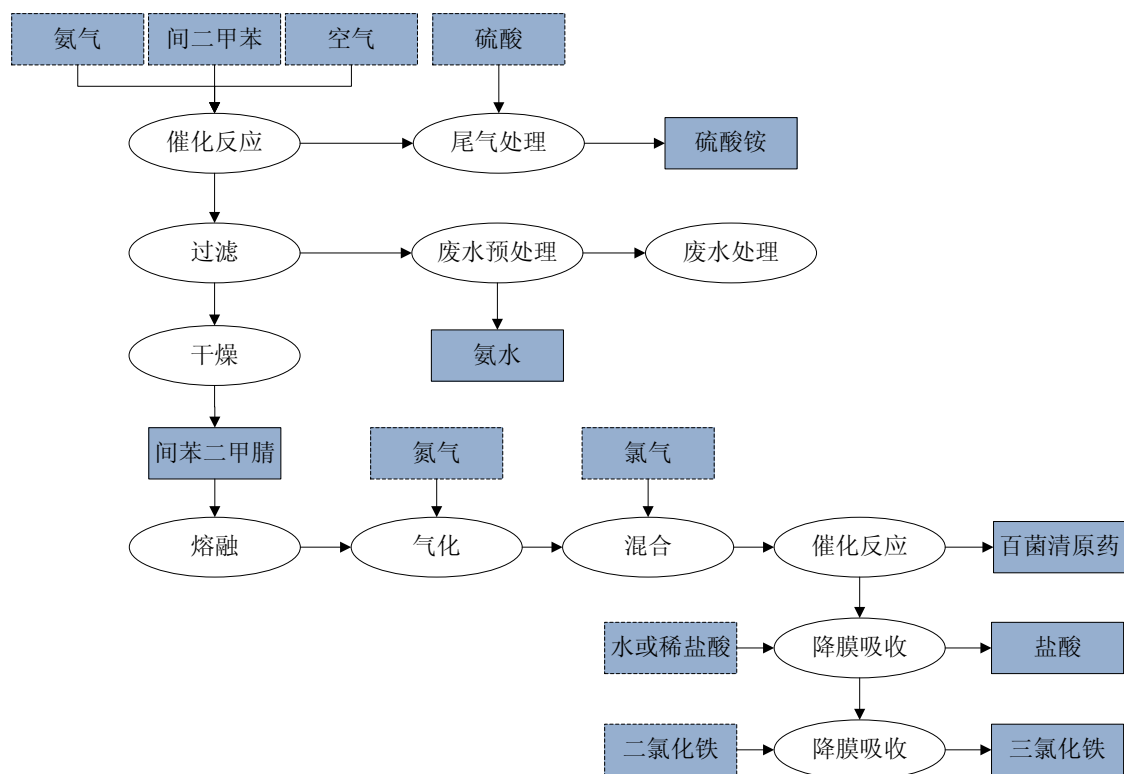 氨气
间二甲苯
空气
硫酸
催化反应
尾气处理
硫酸铵
过滤
废水预处理
废水处理
干燥
氨水
间苯二甲腈
氮气
氯气
熔融
气化
混合
催化反应
百菌清原药
水或稀盐酸
降膜吸收
盐酸
二氯化铁
降膜吸收
三氯化铁